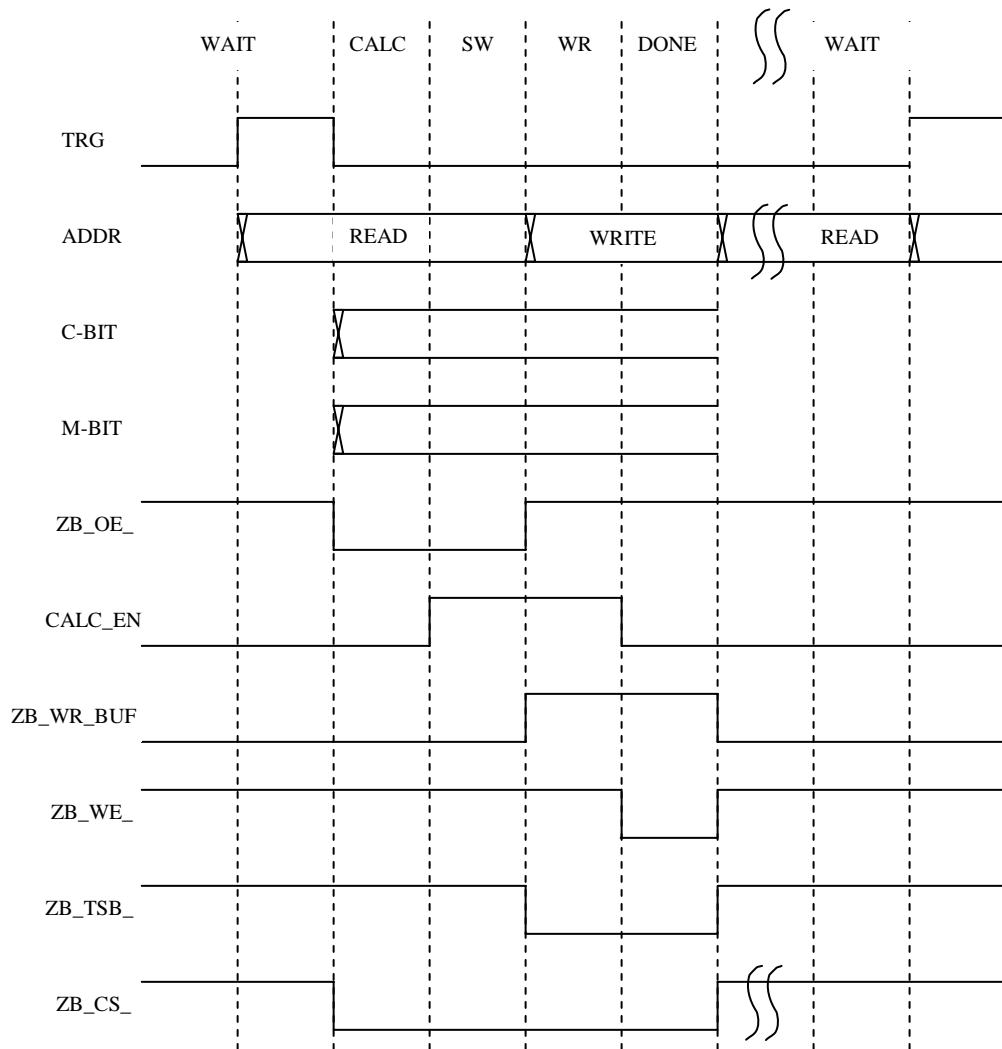 WAIT CALC SW WR DONE WAIT
TRG
ADDR READ WRITE READ
C-BIT
M-BIT
ZB_OE_
CALC_EN
ZB_WR_BUF
ZB_WE_
ZB_TSB_
ZB_CS_